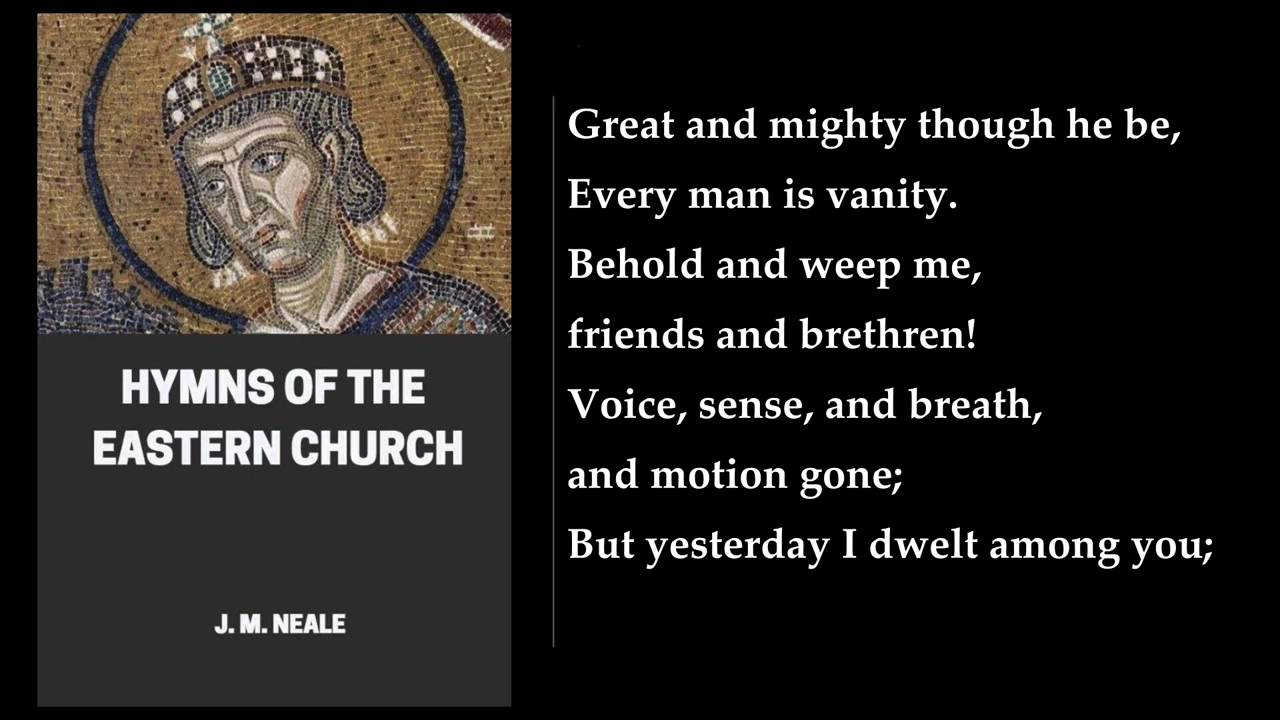 HYMNS OF THE
EASTERN CHURCH
J. M. NEALE
Great and mighty though he be,
Every man is vanity.
Behold and weep me,
friends and brethren!
Voice, sense, and breath,
and motion gone;
But yesterday I dwelt among you;